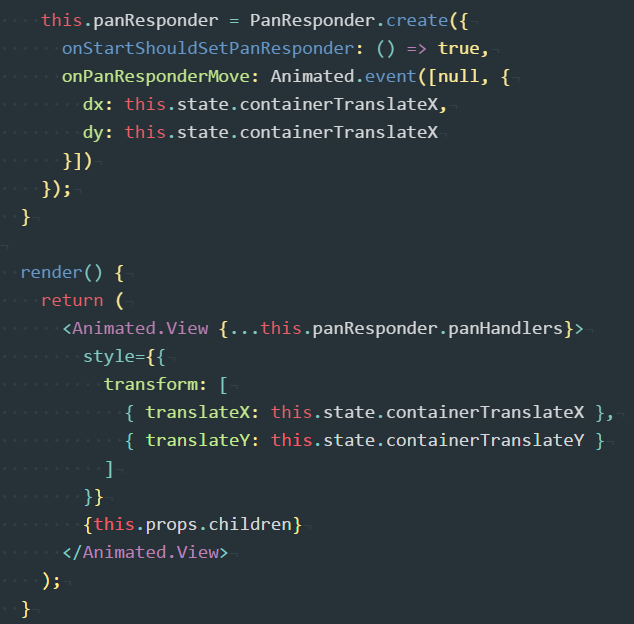 this.panResponder = PanResponder.create({
onStartShouldSetPanResponder: () => true,
onPanResponderMove: Animated.event([null, {
dx: this.state.containerTranslateX,
dy: this.state.containerTranslateX
}])
});
}
render() {
return (
<Animated.View {...this.panResponder.panHandlers}>
style={{
transform: [
{ translateX: this.state.containerTranslateX },
{ translateY: this.state.containerTranslateY }
]
}}
{this.props.children}
</Animated.View>
);
}